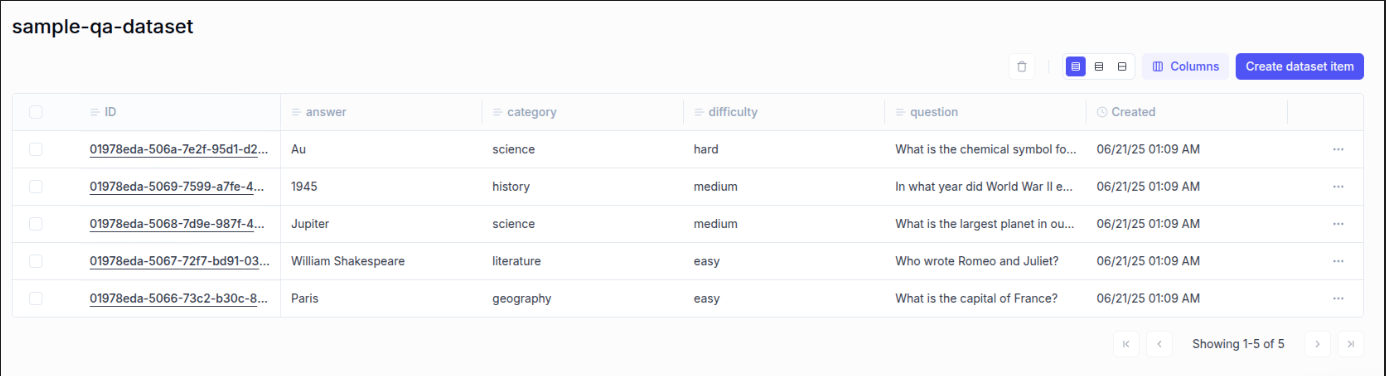 sample-qa-dataset
Columns Create dataset item
ID answer category difficulty question Created
01978eda-506a-7e2f-95d1-d2... Au science hard What is the chemical symbol fo... 06/21/25 01:09 AM ...
01978eda-5069-7599-a7fe-4... 1945 history medium In what year did World War II e... 06/21/25 01:09 AM ...
01978eda-5068-7d9e-987f-4... Jupiter science medium What is the largest planet in ou... 06/21/25 01:09 AM ...
01978eda-5067-72f7-bd91-03... William Shakespeare literature easy Who wrote Romeo and Juliet? 06/21/25 01:09 AM ...
01978eda-5066-73c2-b30c-8... Paris geography easy What is the capital of France? 06/21/25 01:09 AM ...
Showing 1-5 of 5